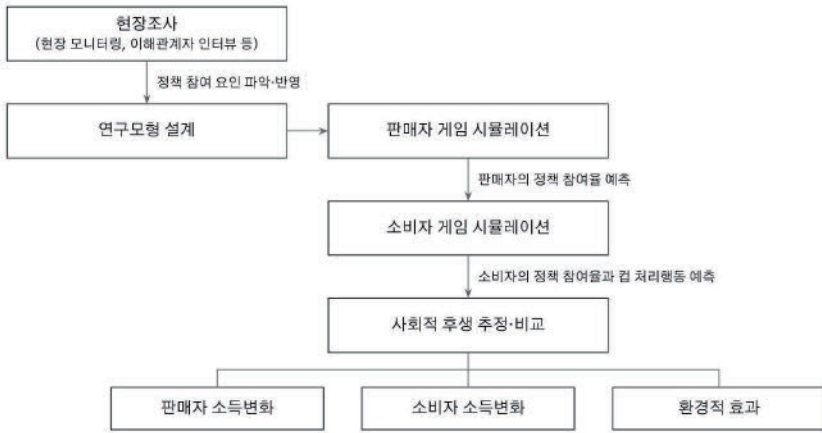 현장조사
(현장 모니터링, 이해관계자 인터뷰 등)
정책 참여 요인 파악·반영
연구모형 설계
판매자 게임 시뮬레이션
판매자의 정책 참여율 예측
소비자 게임 시뮬레이션
소비자의 정책 참여율과 컵 처리행동 예측
사회적 후생 추정·비교
판매자 소득변화
소비자 소득변화
환경적 효과